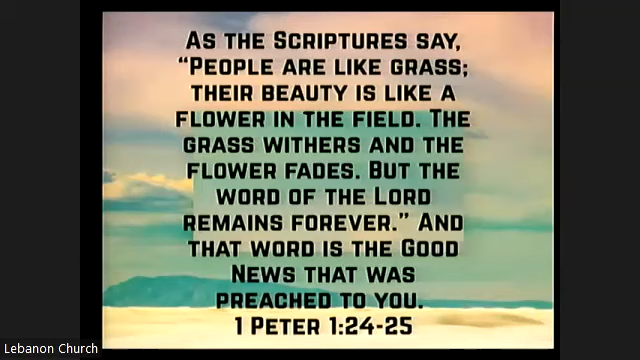 As the Scriptures say,
“People are like grass;
their beauty is like a
flower in the field. The
grass withers and the
flower fades. But the
word of the Lord
remains forever.” And
that word is the Good
News that was
preached to you.
1 Peter 1:24-25
Lebanon Church